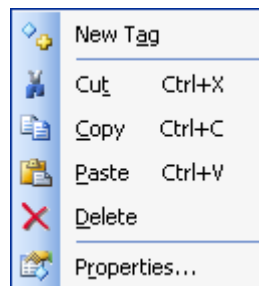 New Tag
Cut Ctrl+X
Copy Ctrl+C
Paste Ctrl+V
Delete
Properties...